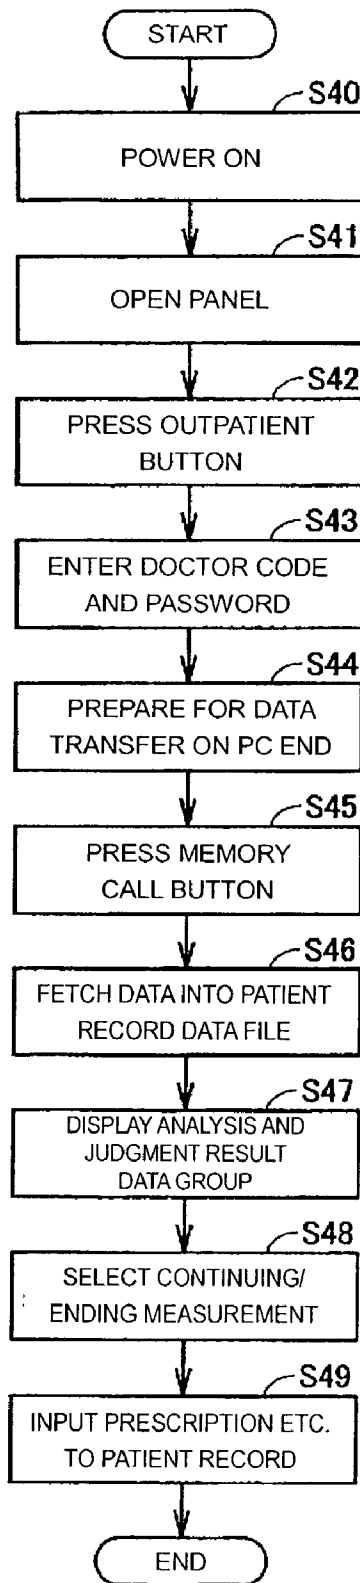 START
S40
POWER ON
S41
OPEN PANEL
S42
PRESS OUTPATIENT
BUTTON
S43
ENTER DOCTOR CODE
AND PASSWORD
S44
PREPARE FOR DATA
TRANSFER ON PC END
S45
PRESS MEMORY
CALL BUTTON
S46
FETCH DATA INTO PATIENT
RECORD DATA FILE
S47
DISPLAY ANALYSIS AND
JUDGMENT RESULT
DATA GROUP
S48
SELECT CONTINUING/
ENDING MEASUREMENT
S49
INPUT PRESCRIPTION ETC.
TO PATIENT RECORD
END